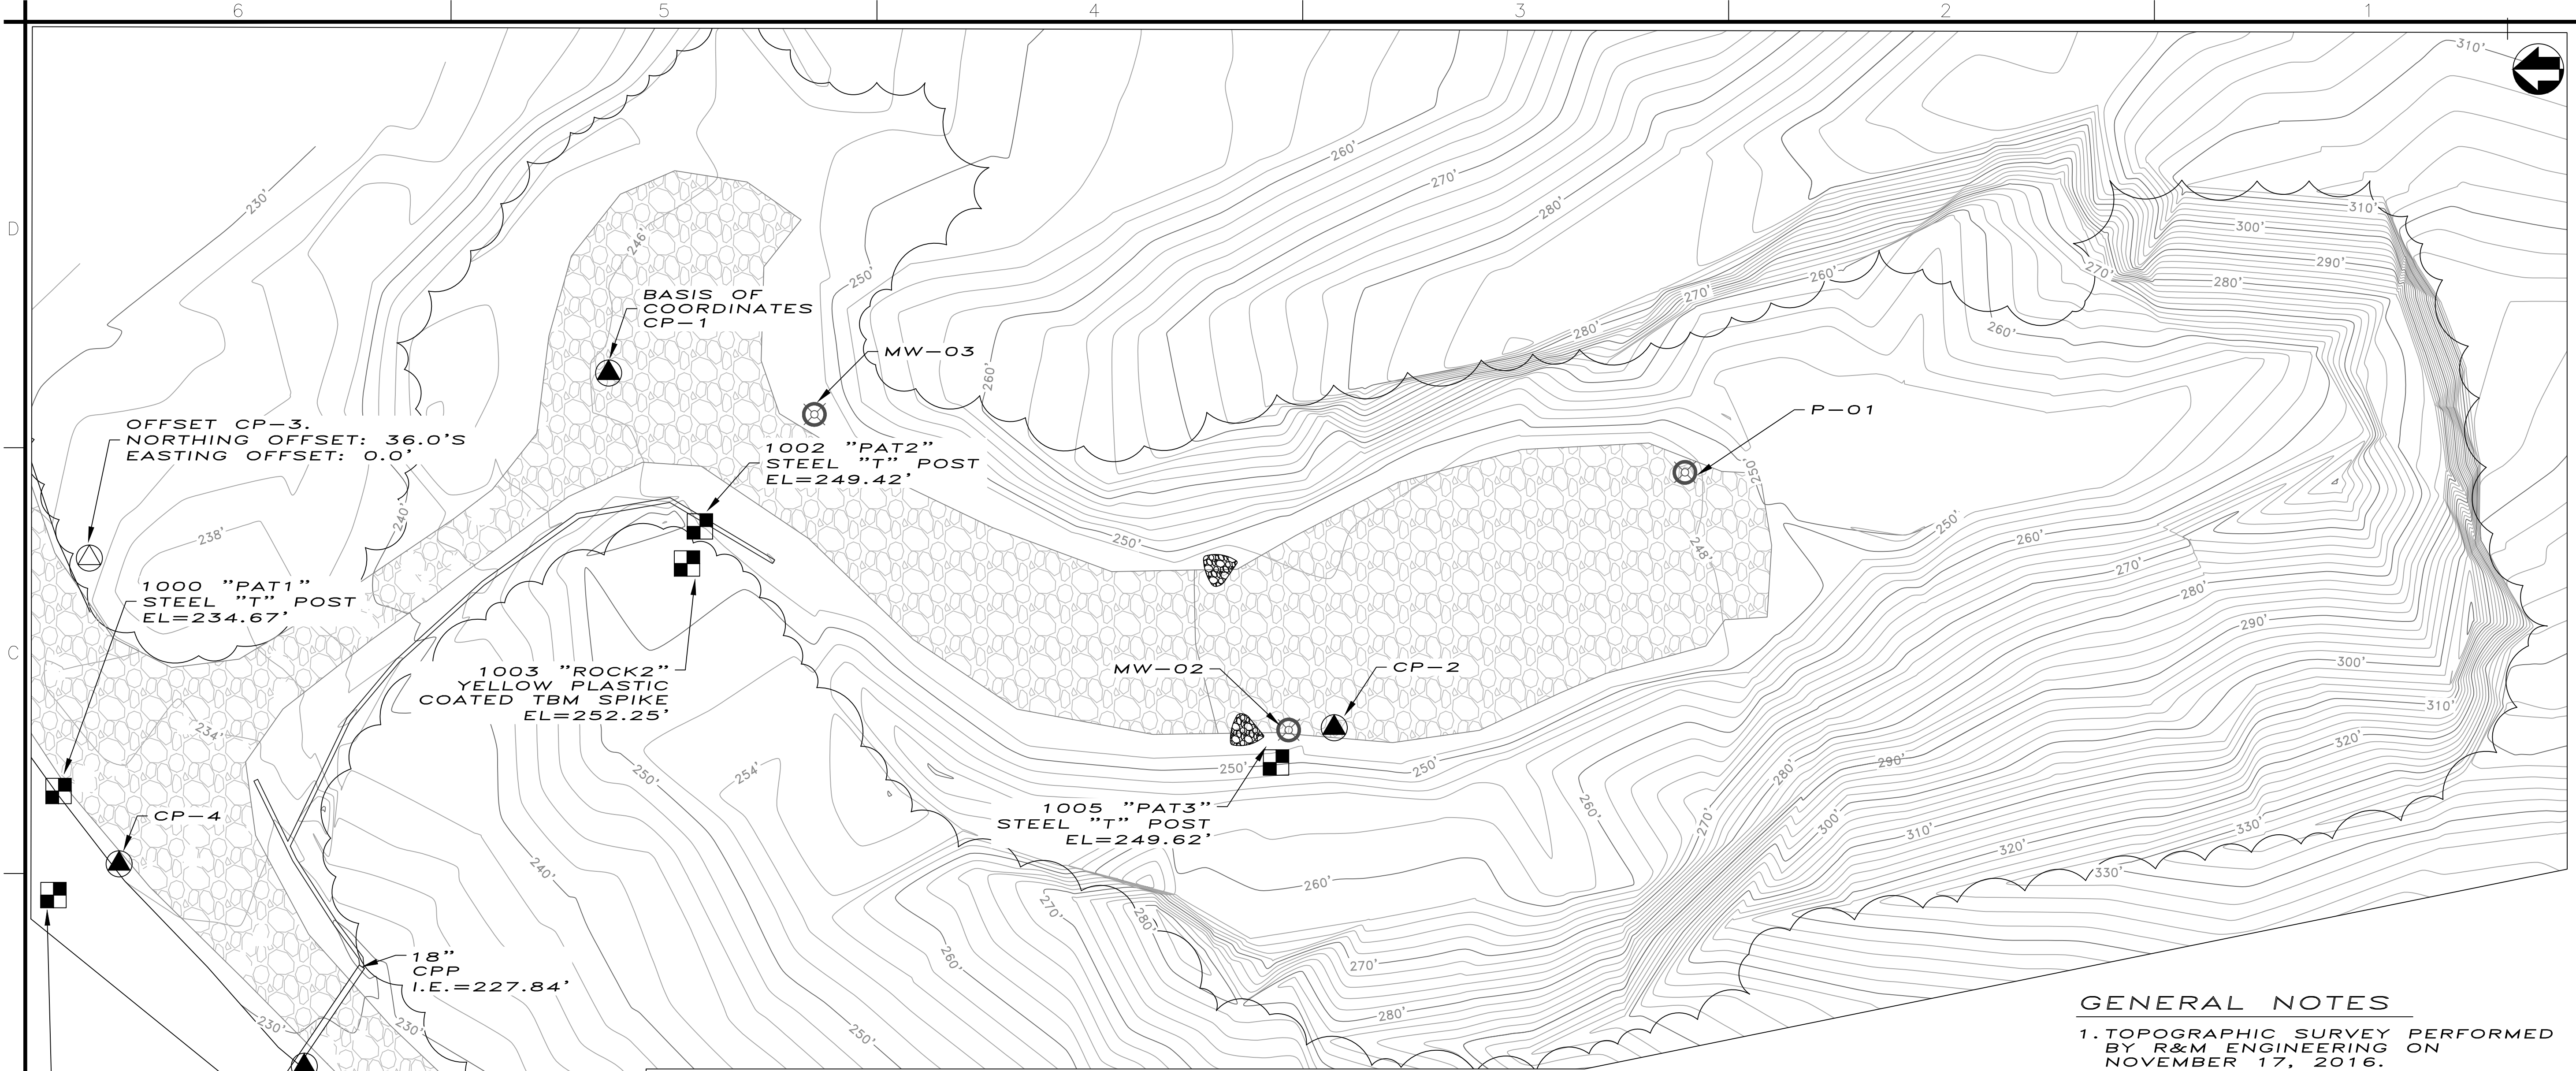 6 5 4 3 2 1
D
C
310'
260'
270'
280'
230'
246'
250'
260'
280'
270'
260'
270'
260'
310'
300'
290'
280'
BASIS OF
COORDINATES
CP-1
MW-03
P-01
OFFSET CP-3.
NORTHING OFFSET: 36.0'S
EASTING OFFSET: 0.0'
1002 "PAT2"
STEEL "T" POST
EL=249.42'
240'
238'
250'
250'
248'
250'
260'
270'
280'
290'
300'
310'
320'
330'
1000 "PAT1"
STEEL "T" POST
EL=234.67'
1003 "ROCK2"
YELLOW PLASTIC
COATED TBM SPIKE
EL=252.25'
MW-02
CP-2
234'
250'
254'
250'
250'
260'
270'
280'
290'
300'
310'
320'
330'
1005 "PAT3"
STEEL "T" POST
EL=249.62'
CP-4
240'
260'
270'
280'
260'
270'
280'
18"
CPP
I.E.=227.84'
230'
230'
250'
GENERAL NOTES
1. TOPOGRAPHIC SURVEY PERFORMED
BY R&M ENGINEERING ON
NOVEMBER 17, 2016.